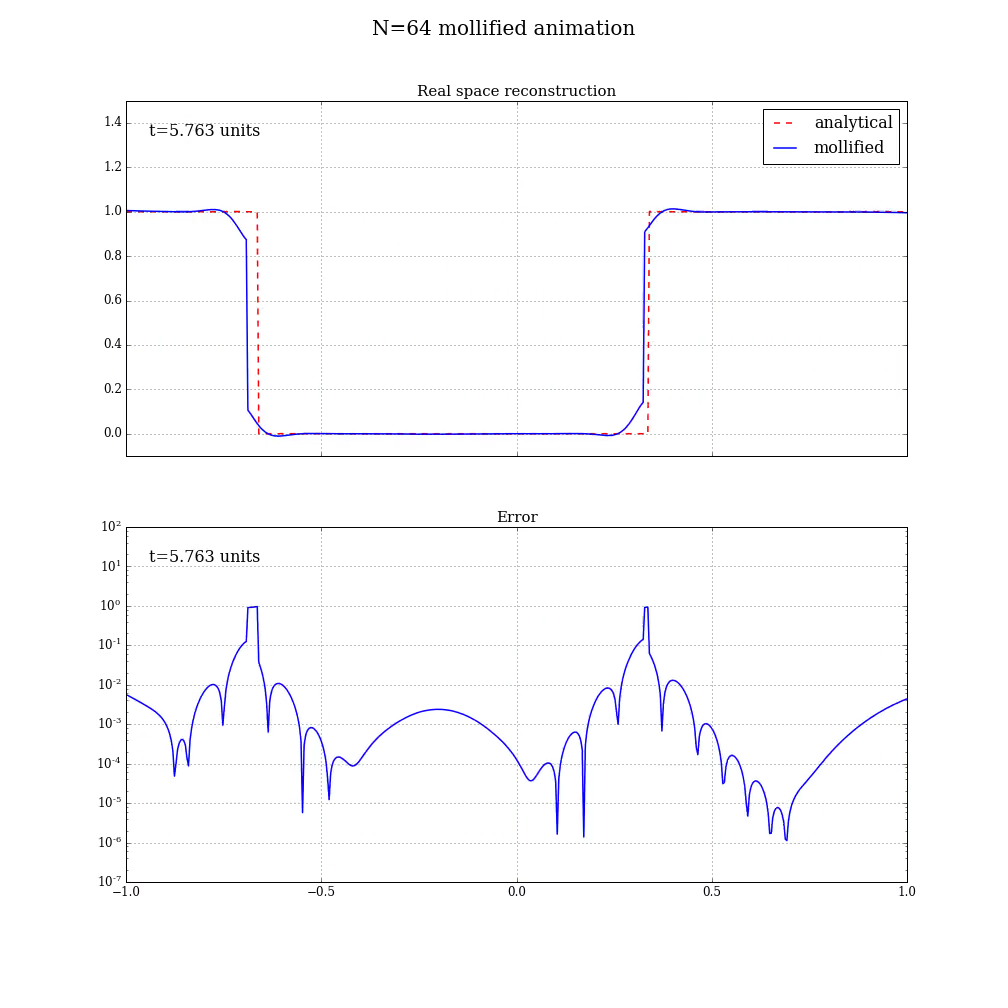 N=64 mollified animation
Real space reconstruction
t=5.763 units
analytical
mollified
1.4
1.2
1.0
0.8
0.6
0.4
0.2
0.0
Error
t=5.763 units
10²
10¹
10⁰
10⁻¹
10⁻²
10⁻³
10⁻⁴
10⁻⁵
10⁻⁶
10⁻⁷
−1.0 −0.5 0.0 0.5 1.0